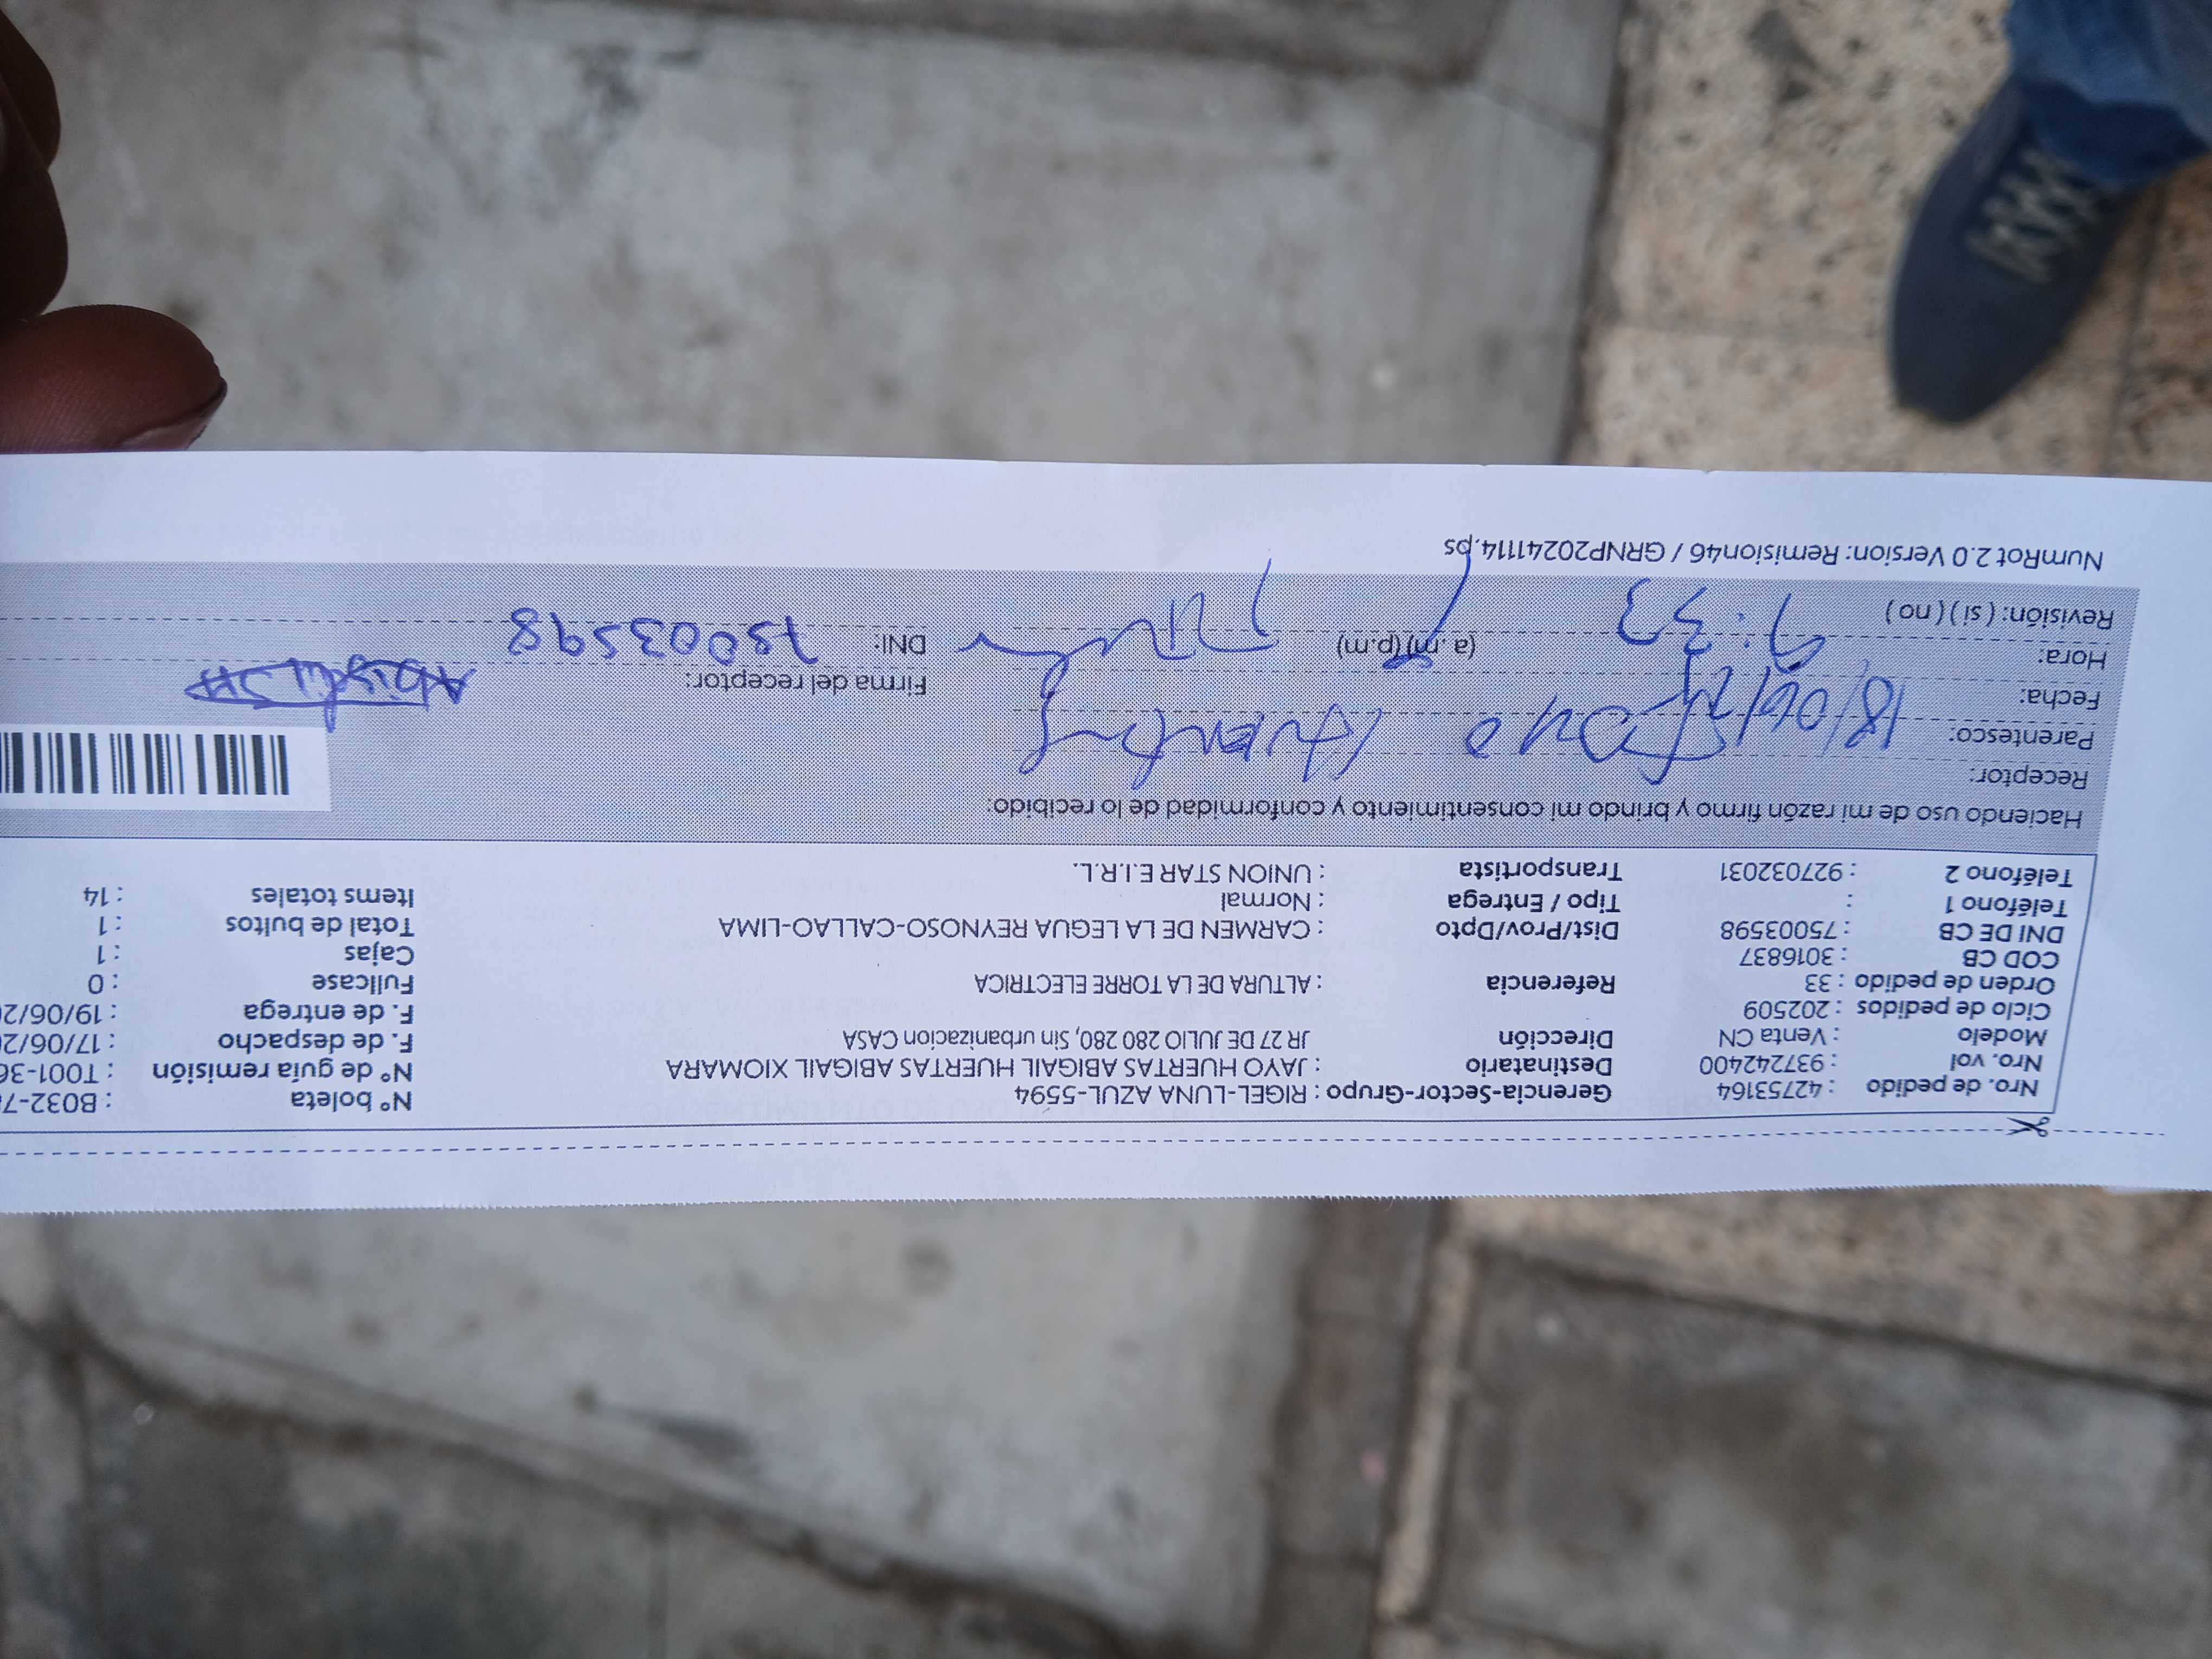 Nro. de pedido : 42753164 Gerencia-Sector-Grupo : RIGEL-LUNA AZUL-5594 N° boleta : B032-7
Nro. vol : 937242400 Destinatario : JAYO HUERTAS ABIGAIL HUERTAS ABIGAIL XIOMARA N° de guía remisión : T001-36
Modelo : Venta CN Dirección JR 27 DE JULIO 280 280, Sin urbanizacion CASA F. de despacho : 17/06/2
Ciclo de pedidos : 202509 F. de entrega : 19/06/2
Orden de pedido : 33 Referencia : ALTURA DE LA TORRE ELECTRICA Fullcase : 0
COD CB : 3016837 Cajas : 1
DNI DE CB : 75003598 Dist/Prov/Dpto : CARMEN DE LA LEGUA REYNOSO-CALLAO-LIMA Total de bultos : 1
Teléfono 1 : Tipo / Entrega : Normal Items totales : 14
Teléfono 2 : 927032031 Transportista : UNION STAR E.I.R.L.
Haciendo uso de mi razón firmo y brindo mi consentimiento y conformidad de lo recibido:
Receptor: Jayo
Parentesco:
Fecha: 18/06/25 Firma del receptor:
Hora: 9:33 (a.m) (p.m) DNI: 75003598
Revisión: ( si ) ( no )
NumRot 2.0 Version: Remision46 / GRNP20241114.ps